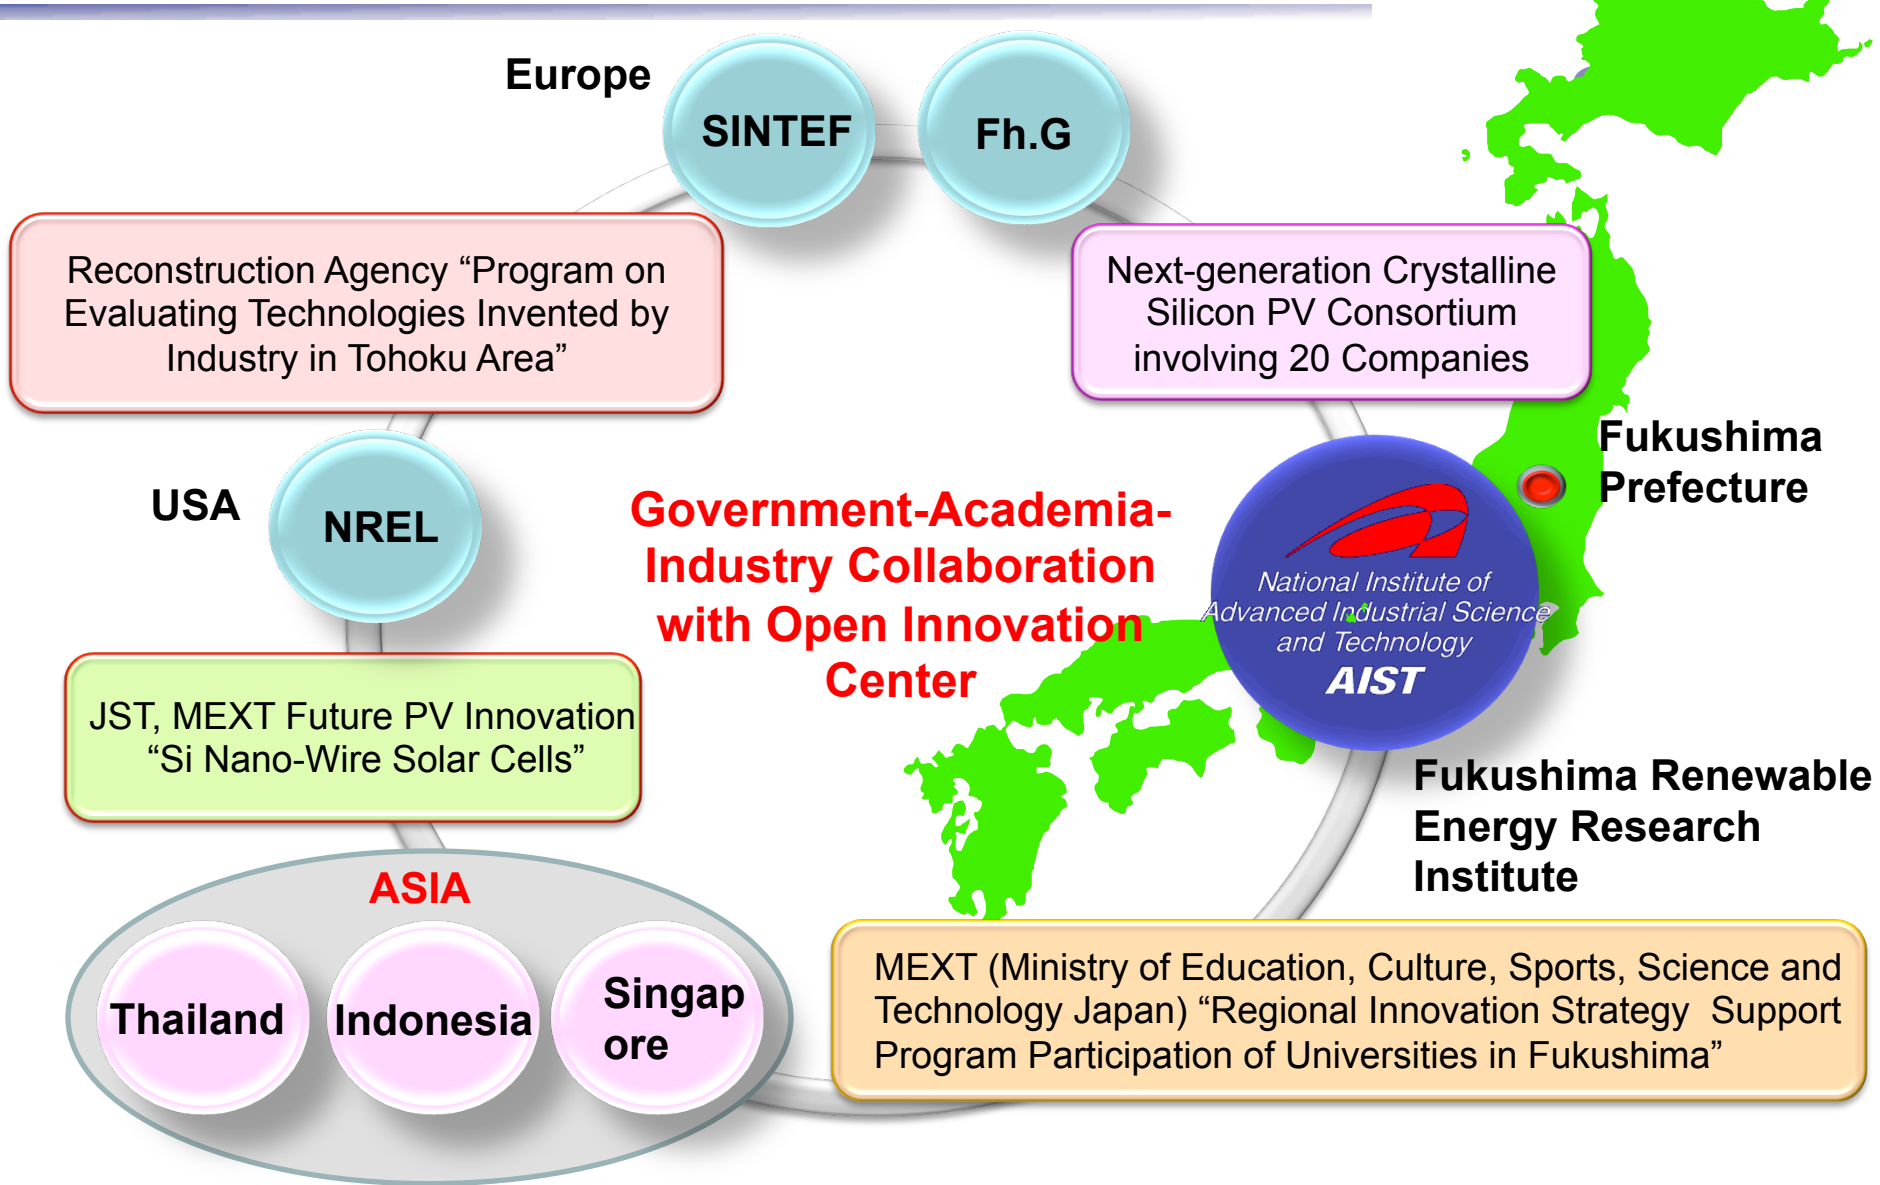 Europe
SINTEF
Fh.G
Reconstruction Agency “Program on
Evaluating Technologies Invented by
Industry in Tohoku Area”
Next-generation Crystalline
Silicon PV Consortium
involving 20 Companies
USA
NREL
Government-Academia-
Industry Collaboration
with Open Innovation
Center
Fukushima
Prefecture
National Institute of
Advanced Industrial Science
and Technology
AIST
JST, MEXT Future PV Innovation
“Si Nano-Wire Solar Cells”
Fukushima Renewable
Energy Research
Institute
ASIA
Thailand
Indonesia
Singap
ore
MEXT (Ministry of Education, Culture, Sports, Science and
Technology Japan) “Regional Innovation Strategy  Support
Program Participation of Universities in Fukushima”